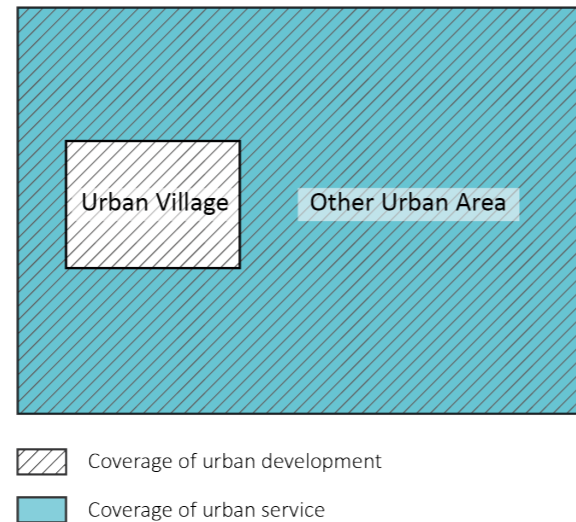 Urban Village
Other Urban Area
Coverage of urban development
Coverage of urban service